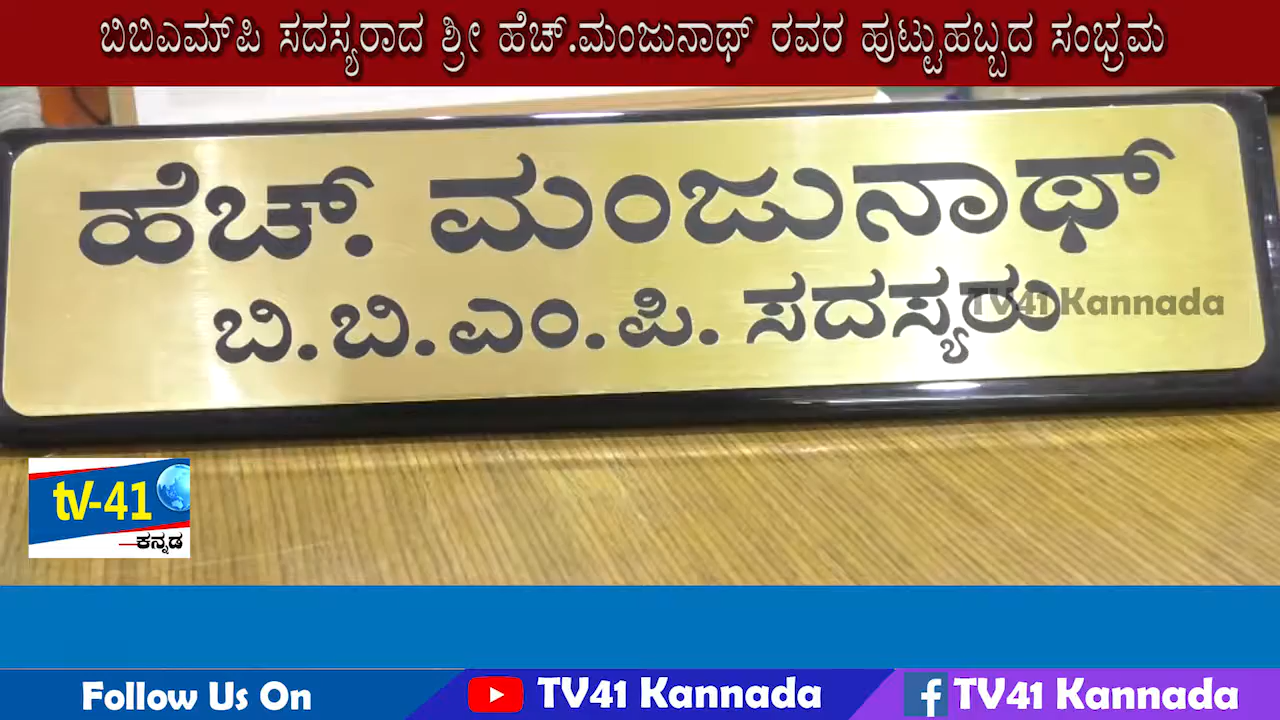 ಬಿಬಿಎಮ್‌ಪಿ ಸದಸ್ಯರಾದ ಶ್ರೀ ಹೆಚ್.ಮಂಜುನಾಥ್ ರವರ ಹುಟ್ಟುಹಬ್ಬದ ಸಂಭ್ರಮ
ಹೆಚ್. ಮಂಜುನಾಥ್
ಬಿ.ಬಿ.ಎಂ.ಪಿ. ಸದಸ್ಯರು
TV41 Kannada
tv-41
ಕನ್ನಡ
Follow Us On TV41 Kannada TV41 Kannada